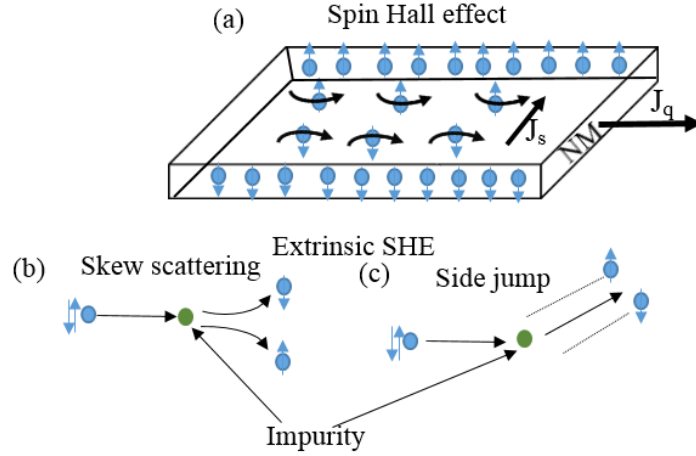 Spin Hall effect
(a)
J_q
J_s
NM
Extrinsic SHE
(b)
Skew scattering
(c)
Side jump
Impurity